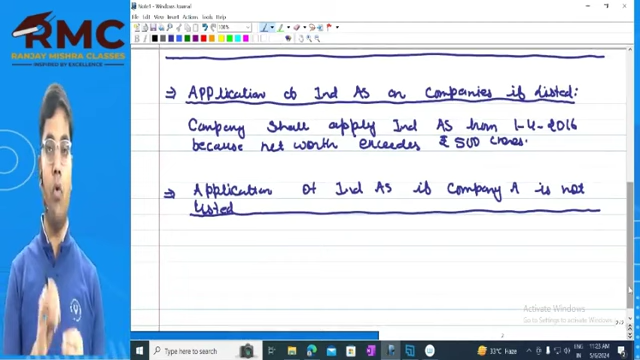 RMC
RANJAY MISHRA CLASSES
INSPIRED BY EXCELLENCE
Note1 - Windows Journal
File Edit View Insert Actions Tools Help
⇒ Application of Ind AS on Companies if listed:
Company shall apply Ind AS from 1-4-2016
because net worth exceedes ₹ 500 crores.
⇒ Application of Ind AS if Company A is not
listed
Activate Windows
Go to Settings to activate Windows.
Type here to search
33°C Haze
ENG
IN
11:23 AM
5/6/2024